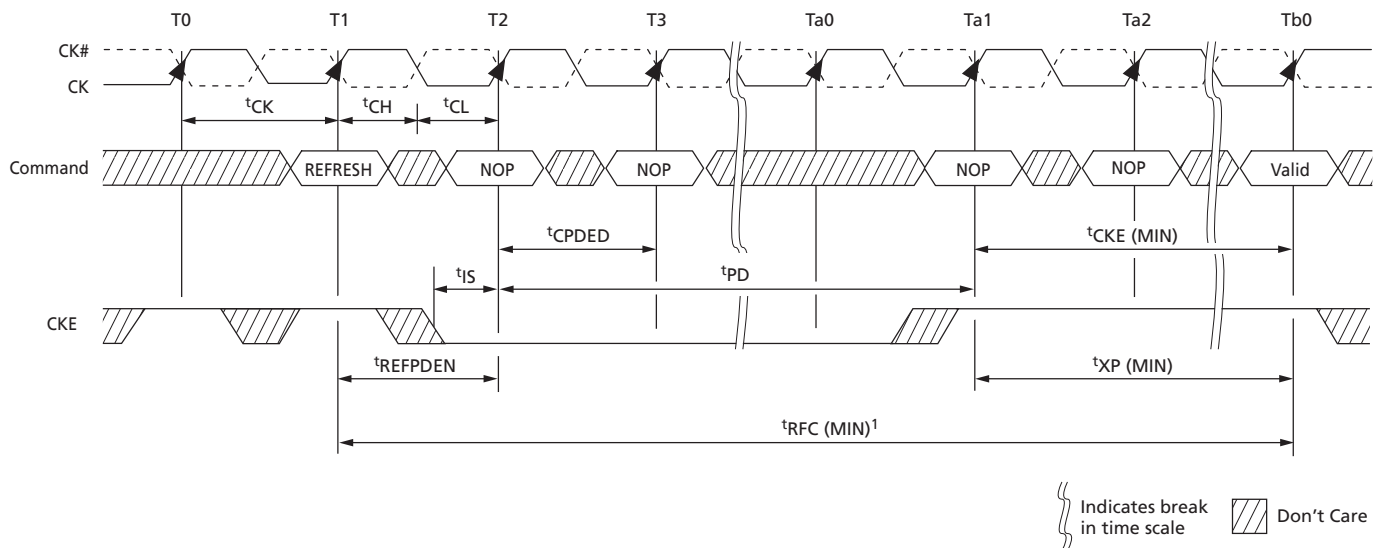 T0 T1 T2 T3 Ta0 Ta1 Ta2 Tb0
CK#
CK
tCK tCH tCL
Command REFRESH NOP NOP NOP NOP Valid
tCPDED tCKE (MIN)
tIS tPD
CKE
tREFPDEN tXP (MIN)
tRFC (MIN)1
Indicates break
in time scale
Don't Care